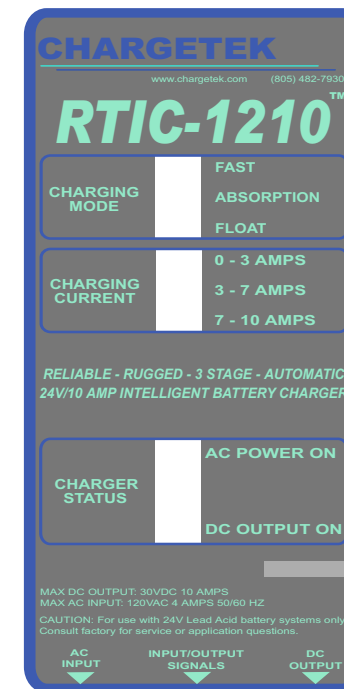 CHARGETEK
www.chargetek.com (805) 482-7930
RTIC-1210™
CHARGING
MODE
FAST
ABSORPTION
FLOAT
CHARGING
CURRENT
0 - 3 AMPS
3 - 7 AMPS
7 - 10 AMPS
RELIABLE - RUGGED - 3 STAGE - AUTOMATIC
24V/10 AMP INTELLIGENT BATTERY CHARGER
CHARGER
STATUS
AC POWER ON
DC OUTPUT ON
MAX DC OUTPUT: 30VDC 10 AMPS
MAX AC INPUT: 120VAC 4 AMPS 50/60 HZ
CAUTION: For use with 24V Lead Acid battery systems only
Consult factory for service or application questions.
AC
INPUT
INPUT/OUTPUT
SIGNALS
DC
OUTPUT